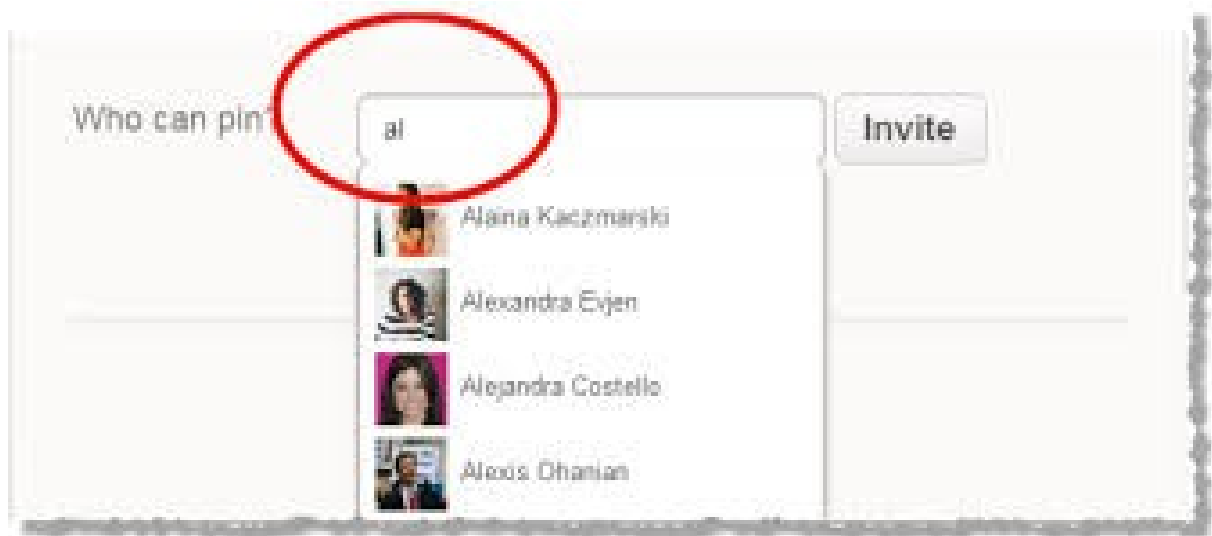 Who can pin?
al
Invite
Alaina Kaczmarski
Alexandra Evjen
Alejandra Costello
Alexis Ohanian